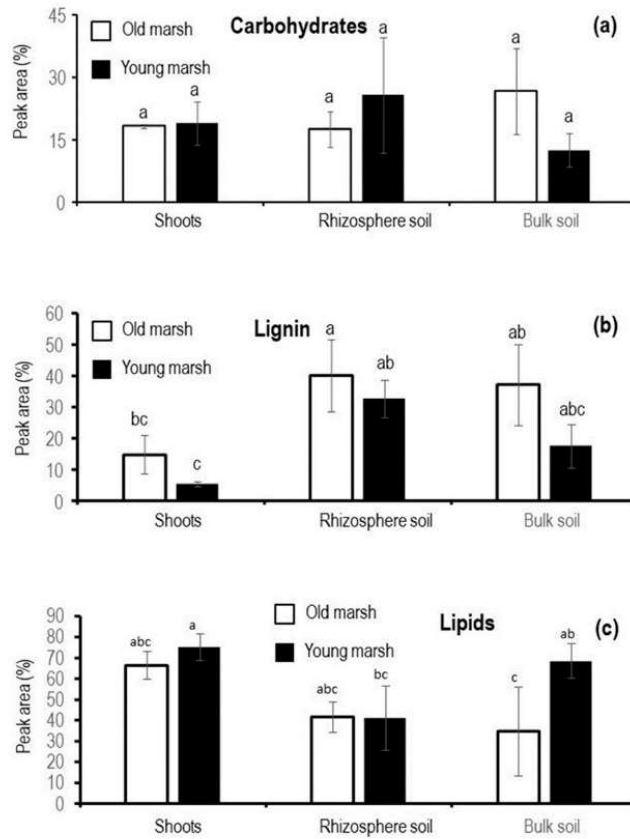 Carbohydrates
(a)
Old marsh
Young marsh
Peak area (%)
45
30
15
0
a a a a a a
Shoots Rhizosphere soil Bulk soil
Lignin
(b)
Old marsh
Young marsh
Peak area (%)
60
50
40
30
20
10
0
bc c a ab ab abc
Shoots Rhizosphere soil Bulk soil
Lipids
(c)
Old marsh
Young marsh
Peak area (%)
90
80
70
60
50
40
30
20
10
0
abc a abc bc c ab
Shoots Rhizosphere soil Bulk soil